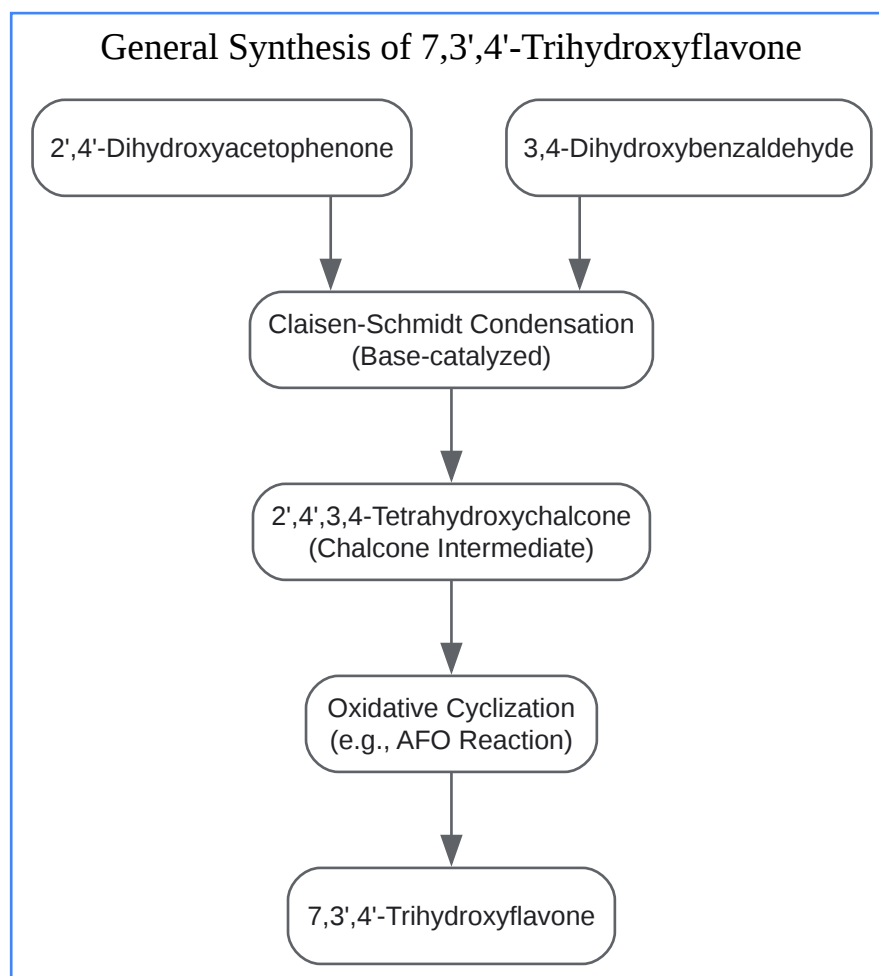 General Synthesis of 7,3',4'-Trihydroxyflavone
2',4'-Dihydroxyacetophenone
3,4-Dihydroxybenzaldehyde
Claisen-Schmidt Condensation
(Base-catalyzed)
2',4',3,4-Tetrahydroxychalcone
(Chalcone Intermediate)
Oxidative Cyclization
(e.g., AFO Reaction)
7,3',4'-Trihydroxyflavone